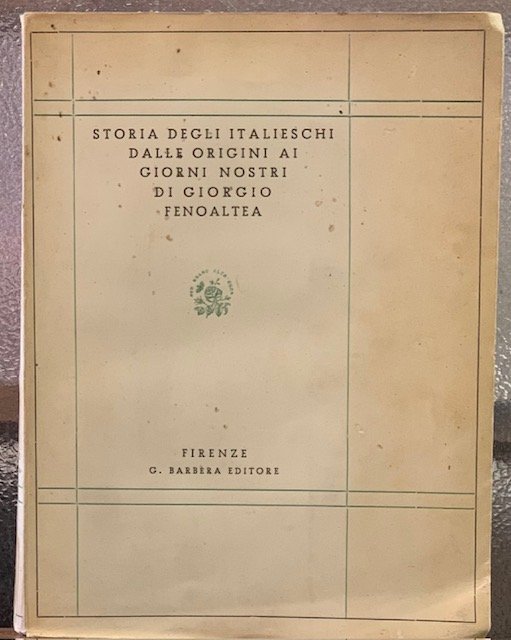 STORIA DEGLI ITALIESCHI
DALLE ORIGINI AI
GIORNI NOSTRI
DI GIORGIO
FENOALTEA
FIRENZE
G. BARBÈRA EDITORE